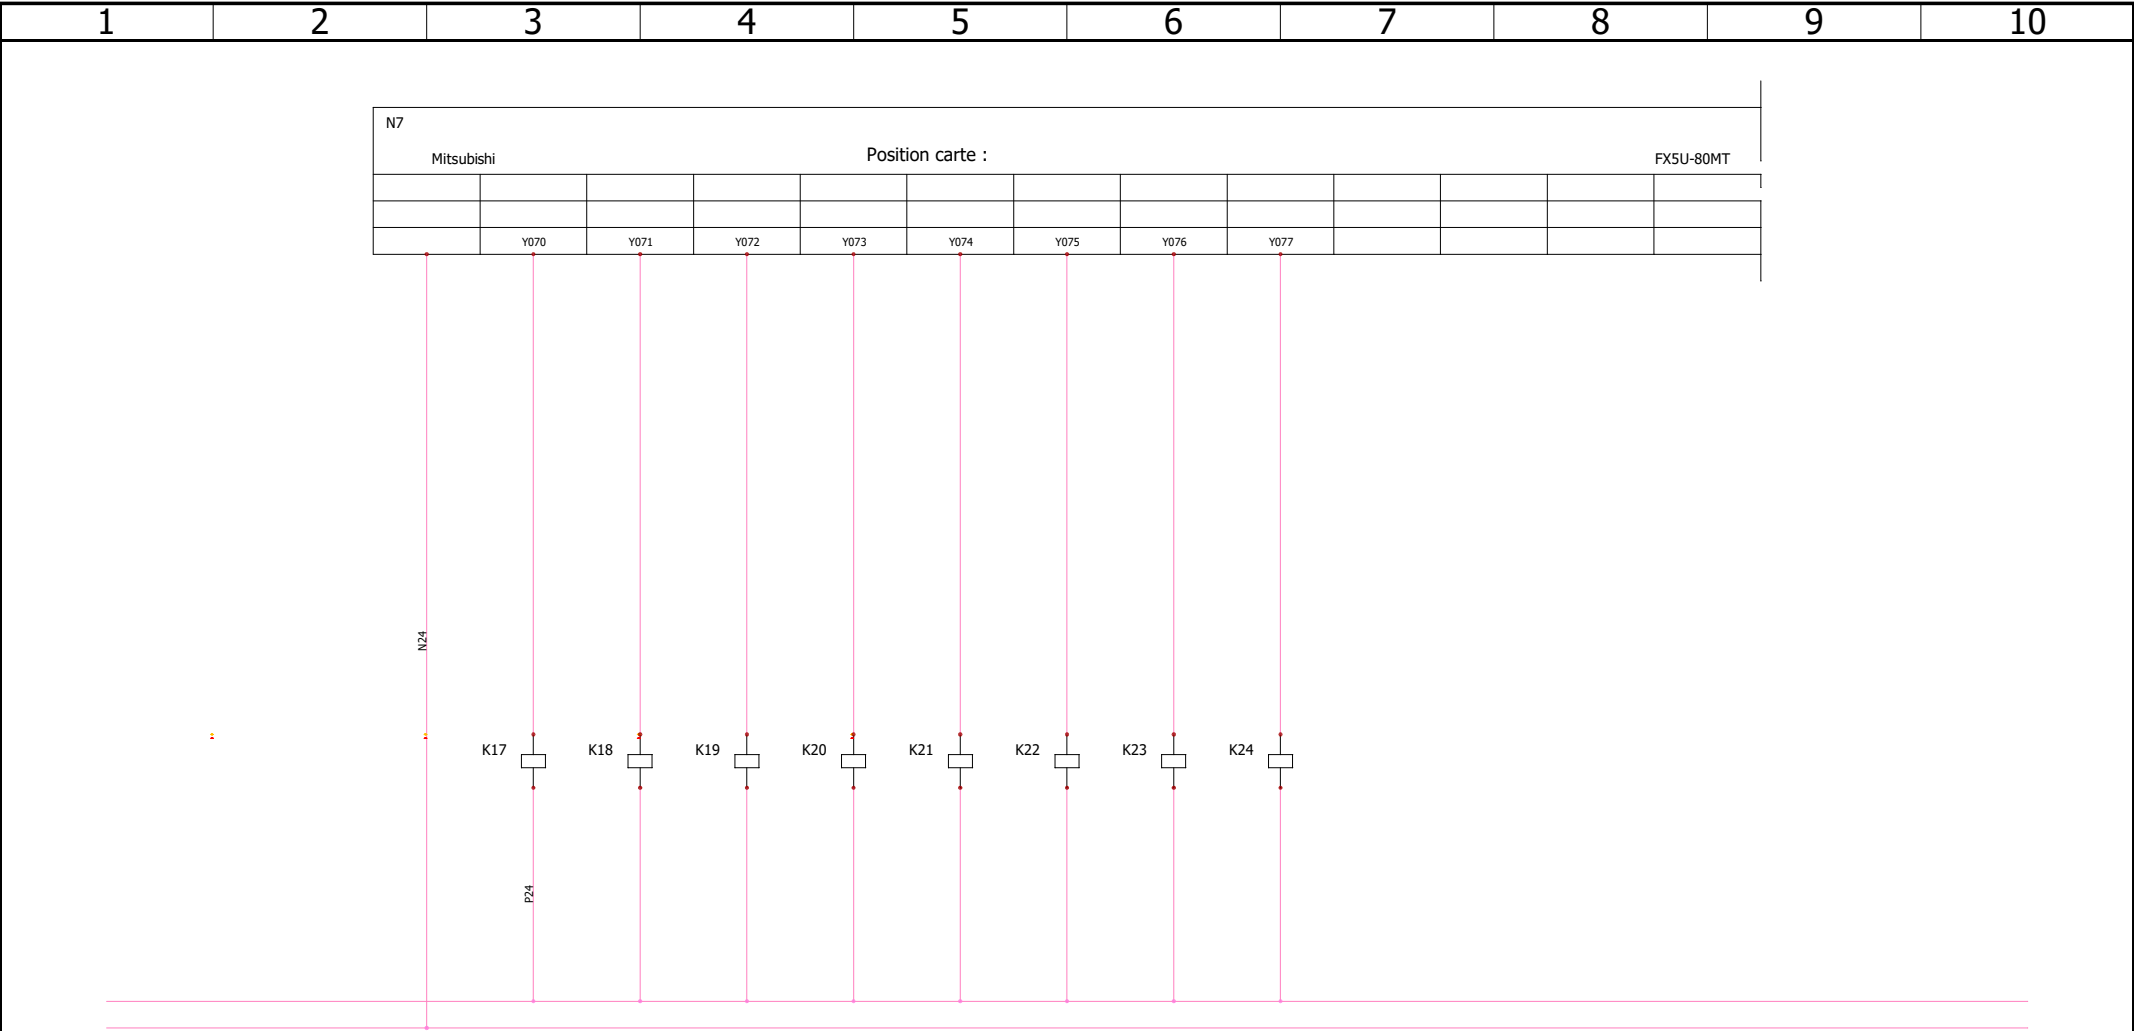 1 2 3 4 5 6 7 8 9 10
N7
Mitsubishi Position carte : FX5U-80MT
Y070 Y071 Y072 Y073 Y074 Y075 Y076 Y077
N24
K17 K18 K19 K20 K21 K22 K23 K24
P24